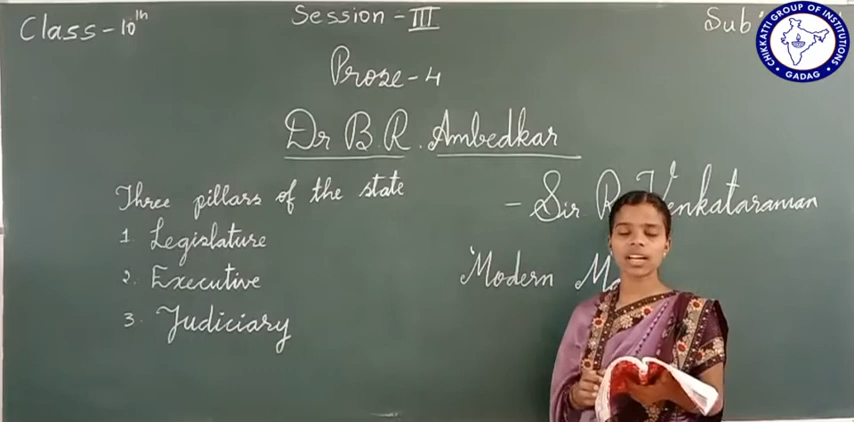 Class - 10th
Session - III
Sub
CHIKKATTI GROUP OF INSTITUTIONS
GADAG
Prose - 4
Dr B.R. Ambedkar
- Sir R Venkataraman
Three pillars of the state
1. Legislature
2. Executive
3. Judiciary
Modern